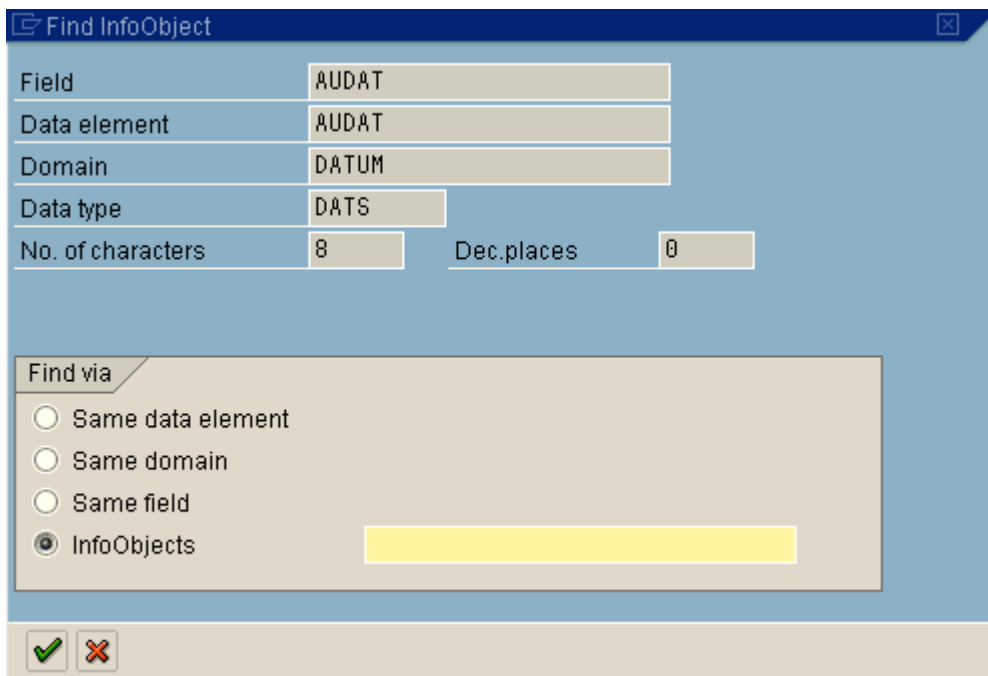 Find InfoObject
Field AUDAT
Data element AUDAT
Domain DATUM
Data type DATS
No. of characters 8 Dec.places 0
Find via
Same data element
Same domain
Same field
InfoObjects